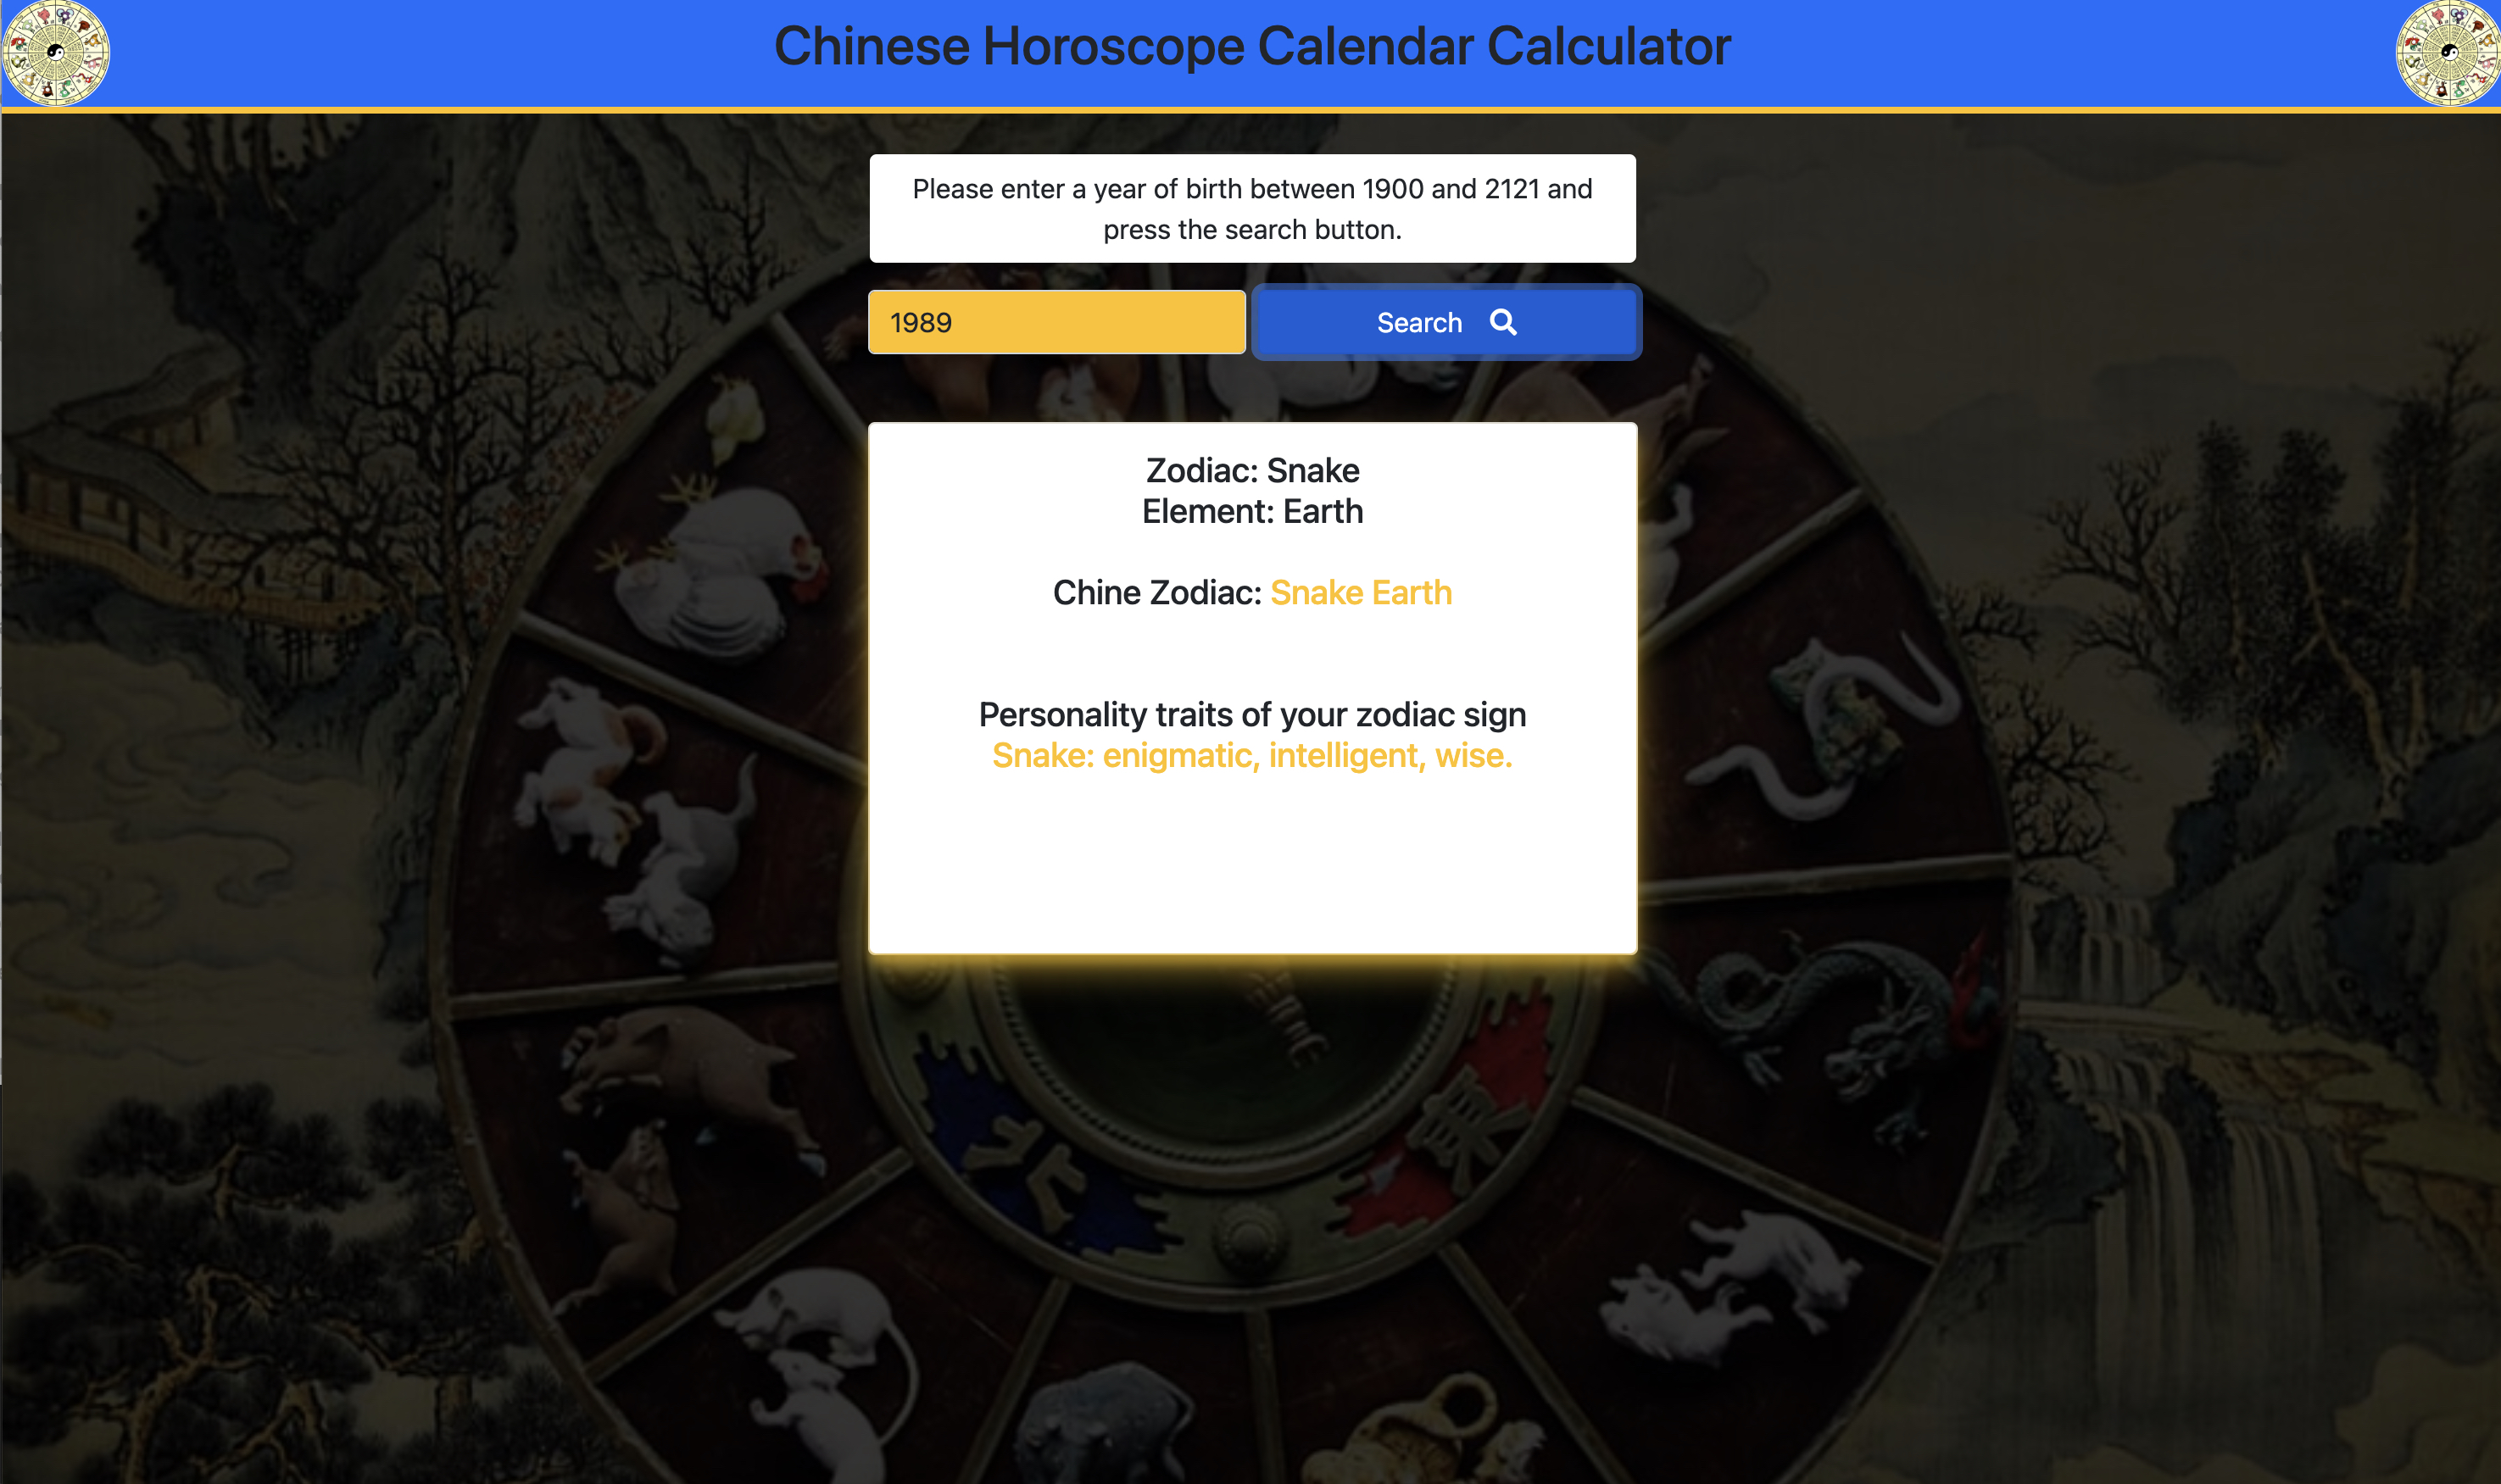 Chinese Horoscope Calendar Calculator
Please enter a year of birth between 1900 and 2121 and
press the search button.
1989
Search
Zodiac: Snake
Element: Earth
Chine Zodiac: Snake Earth
Personality traits of your zodiac sign
Snake: enigmatic, intelligent, wise.
北
東